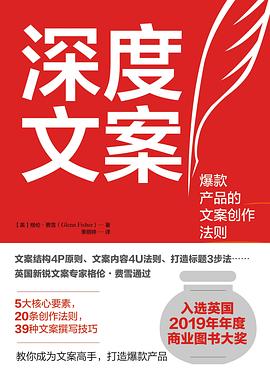 深度
文案
爆款
产品的
文案创作
法则
[英] 格伦·费雪 (Glenn Fisher) 著
译
文案结构4P原则、文案内容4U法则、打造标题3步法……
英国新锐文案专家格伦·费雪通过
5大核心要素,
20条创作法则,
39种文案撰写技巧
入选英国
2019年年度
商业图书大奖
教你成为文案高手,打造爆款产品